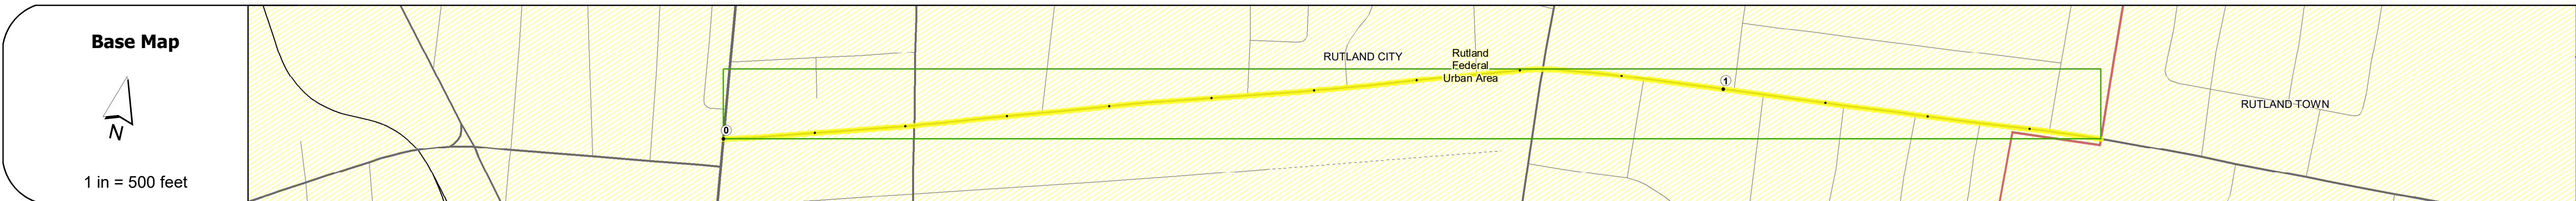 Base Map
N
1 in = 500 feet
0
RUTLAND CITY
Rutland
Federal
Urban Area
1
RUTLAND TOWN